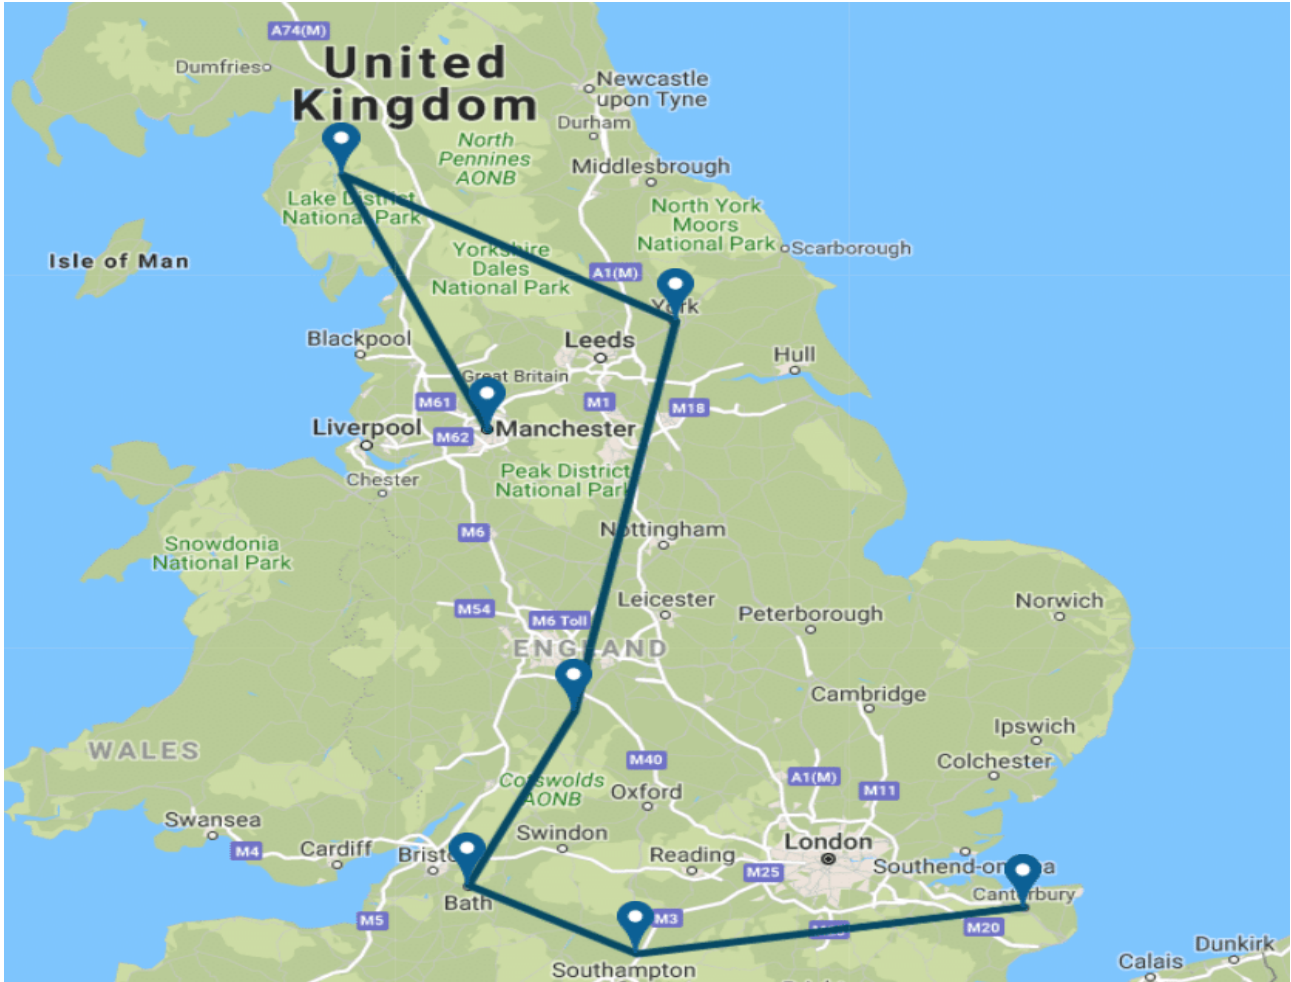 A74(M)
United
Kingdom
Dumfries
Newcastle
upon Tyne
Durham
North
Pennines
AONB
Middlesbrough
Lake District
National Park
North York
Moors
National Park
Scarborough
Isle of Man
Yorkshire
Dales
National Park
A1(M)
York
Blackpool
Leeds
Hull
Great Britain
M61
M1
M18
Liverpool
M62
Manchester
Chester
Peak District
National Park
M6
Nottingham
Snowdonia
National Park
M54
M6 Toll
Leicester
Peterborough
Norwich
ENGLAND
Cambridge
Ipswich
WALES
M40
Colchester
Cotswolds
AONB
Oxford
A1(M)
M11
Swansea
Swindon
London
M4
Cardiff
Reading
M25
Southend-on-
Canterbury
Bath
M5
M3
M20
Southampton
Dunkirk
Calais